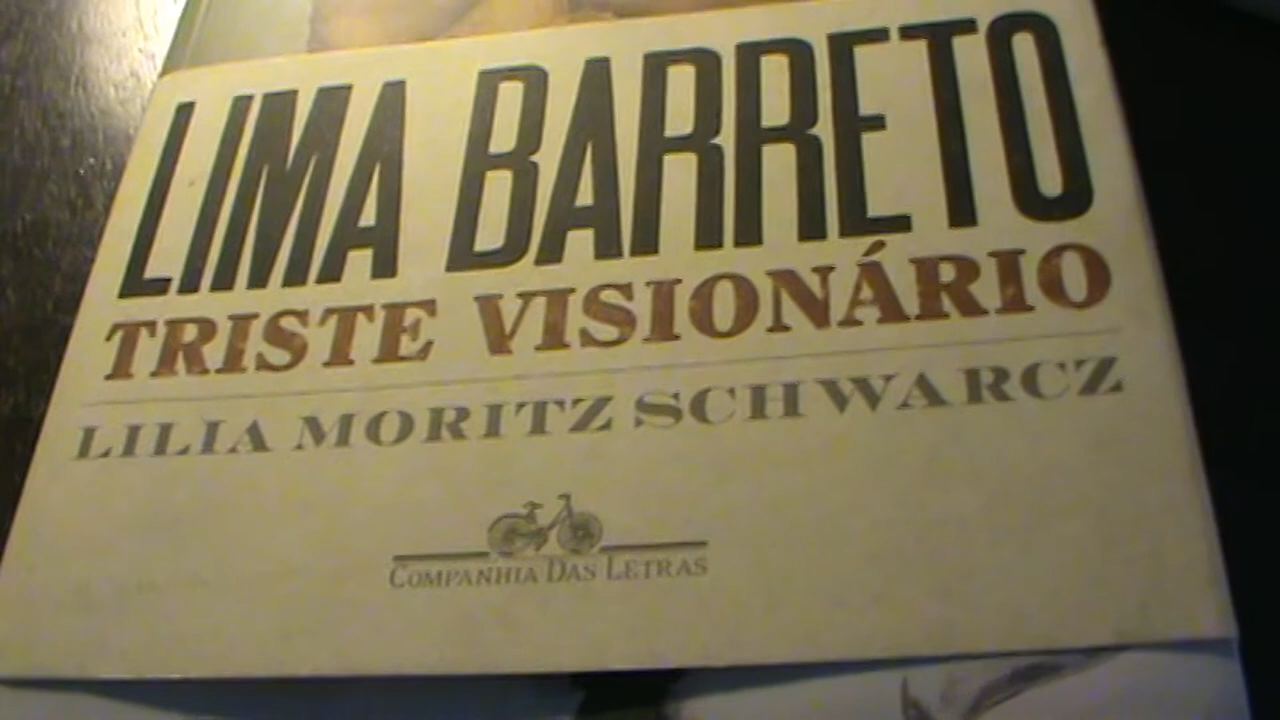 LIMA BARRETO
TRISTE VISIONÁRIO
LILIA MORITZ SCHWARCZ
COMPANHIA DAS LETRAS